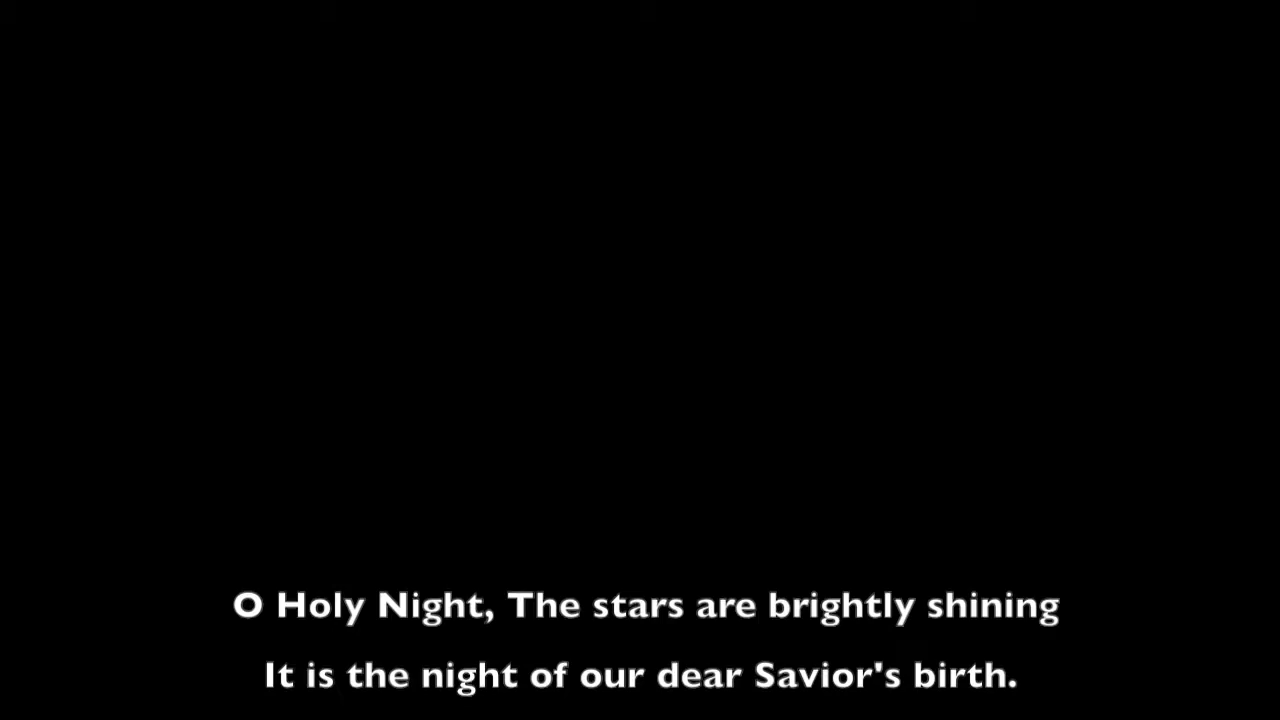 O Holy Night, The stars are brightly shining
It is the night of our dear Savior's birth.